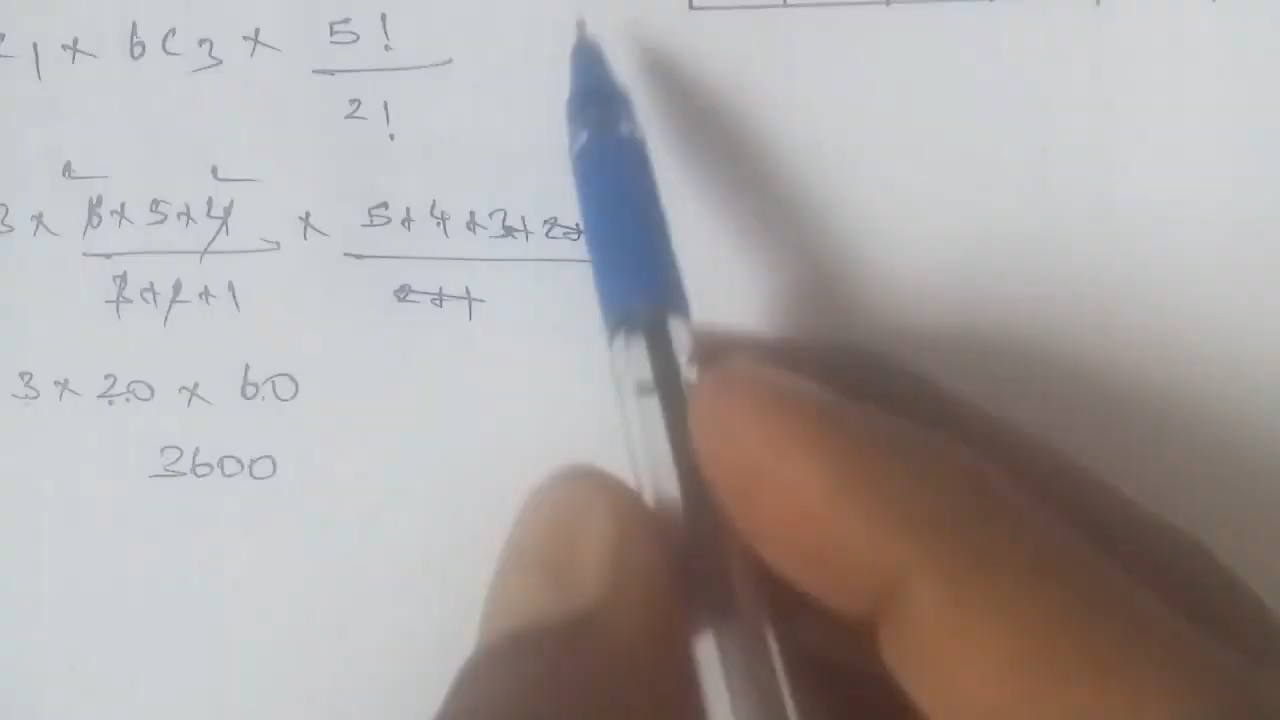 1 × 6C3 × 5! / 2!
3 × 6×5×4 / 3×2×1 × 5×4×3×2× / 2×1
3 × 20 × 60
3600